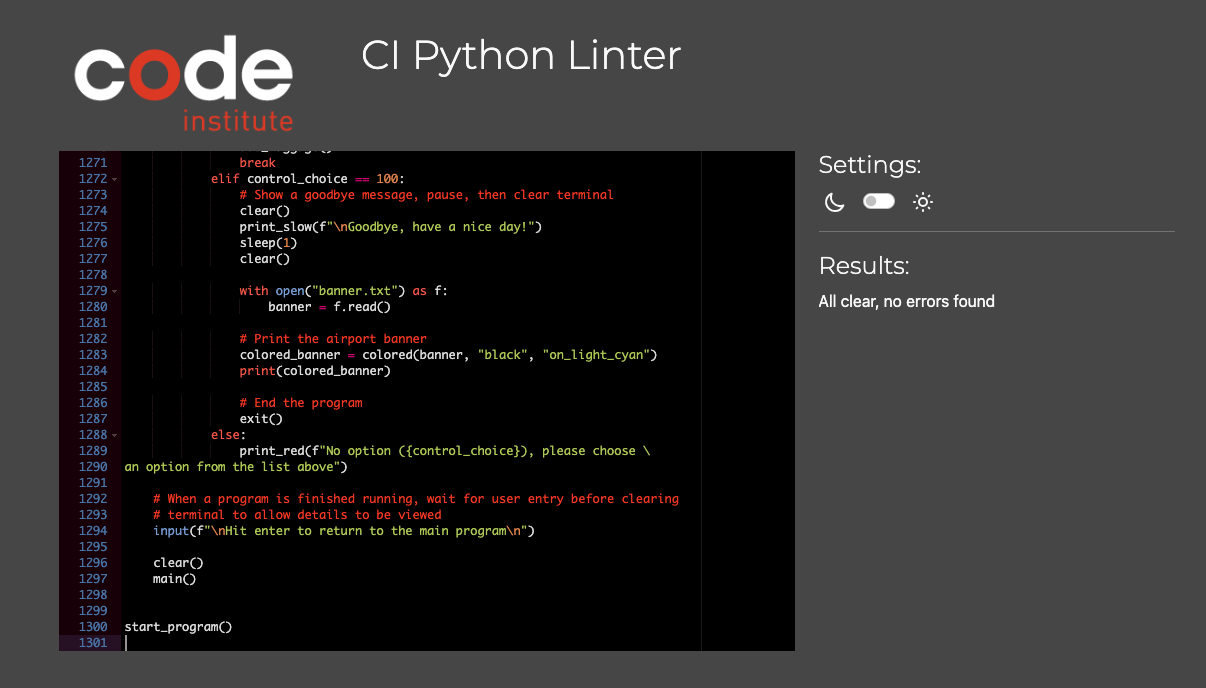 code
institute
CI Python Linter
1271 break
1272 elif control_choice == 100:
1273 # Show a goodbye message, pause, then clear terminal
1274 clear()
1275 print_slow(f"\nGoodbye, have a nice day!")
1276 sleep(1)
1277 clear()
1278
1279 with open("banner.txt") as f:
1280 banner = f.read()
1281
1282 # Print the airport banner
1283 colored_banner = colored(banner, "black", "on_light_cyan")
1284 print(colored_banner)
1285
1286 # End the program
1287 exit()
1288 else:
1289 print_red(f"No option ({control_choice}), please choose \
1290 an option from the list above")
1291
1292 # When a program is finished running, wait for user entry before clearing
1293 # terminal to allow details to be viewed
1294 input(f"\nHit enter to return to the main program\n")
1295
1296 clear()
1297 main()
1298
1299
1300 start_program()
1301
Settings:
Results:
All clear, no errors found